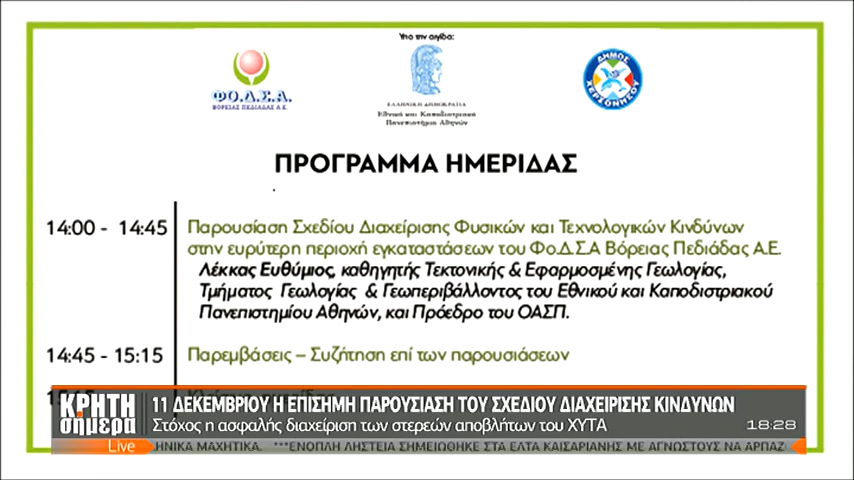 Υπο την αιγίδα:
ΦΟ.Δ.Σ.Α.
ΒΟΡΕΙΑΣ ΠΕΔΙΑΔΑΣ Α.Ε.
ΕΛΛΗΝΙΚΗ ΔΗΜΟΚΡΑΤΙΑ
Εθνικό και Καποδιστριακό
Πανεπιστήμιο Αθηνών
ΔΗΜΟΣ
ΧΕΡΣΟΝΗΣΟΥ
ΠΡΟΓΡΑΜΜΑ ΗΜΕΡΙΔΑΣ
14:00 - 14:45
Παρουσίαση Σχεδίου Διαχείρισης Φυσικών και Τεχνολογικών Κινδύνων
στην ευρύτερη περιοχή εγκαταστάσεων του Φο.Δ.Σ.Α Βόρειας Πεδιάδας Α.Ε.
Λέκκας Ευθύμιος, καθηγητής Τεκτονικής & Εφαρμοσμένης Γεωλογίας,
Τμήματος Γεωλογίας & Γεωπεριβάλλοντος του Εθνικού και Καποδιστριακού
Πανεπιστημίου Αθηνών, και Πρόεδρο του ΟΑΣΠ.
14:45 - 15:15
Παρεμβάσεις – Συζήτηση επί των παρουσιάσεων
ΚΡΗΤΗ
σήμερα
Live
11 ΔΕΚΕΜΒΡΙΟΥ Η ΕΠΙΣΗΜΗ ΠΑΡΟΥΣΙΑΣΗ ΤΟΥ ΣΧΕΔΙΟΥ ΔΙΑΧΕΙΡΙΣΗΣ ΚΙΝΔΥΝΩΝ
Στόχος η ασφαλής διαχείριση των στερεών αποβλήτων του ΧΥΤΑ
18:28
ΗΝΙΚΑ ΜΑΧΗΤΙΚΑ. ***ΕΝΟΠΛΗ ΛΗΣΤΕΙΑ ΣΗΜΕΙΩΘΗΚΕ ΣΤΑ ΕΛΤΑ ΚΑΙΣΑΡΙΑΝΗΣ ΜΕ ΑΓΝΩΣΤΟΥΣ ΝΑ ΑΡΠΑΖ